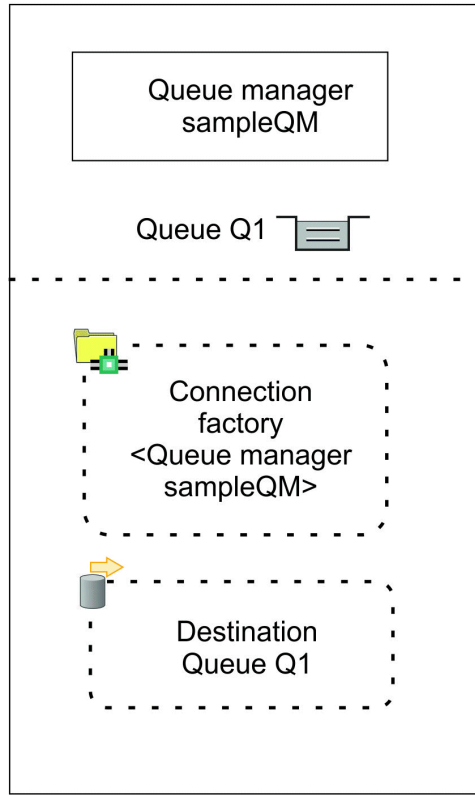 Queue manager
sampleQM
Queue Q1
Connection
factory
<Queue manager
sampleQM>
Destination
Queue Q1